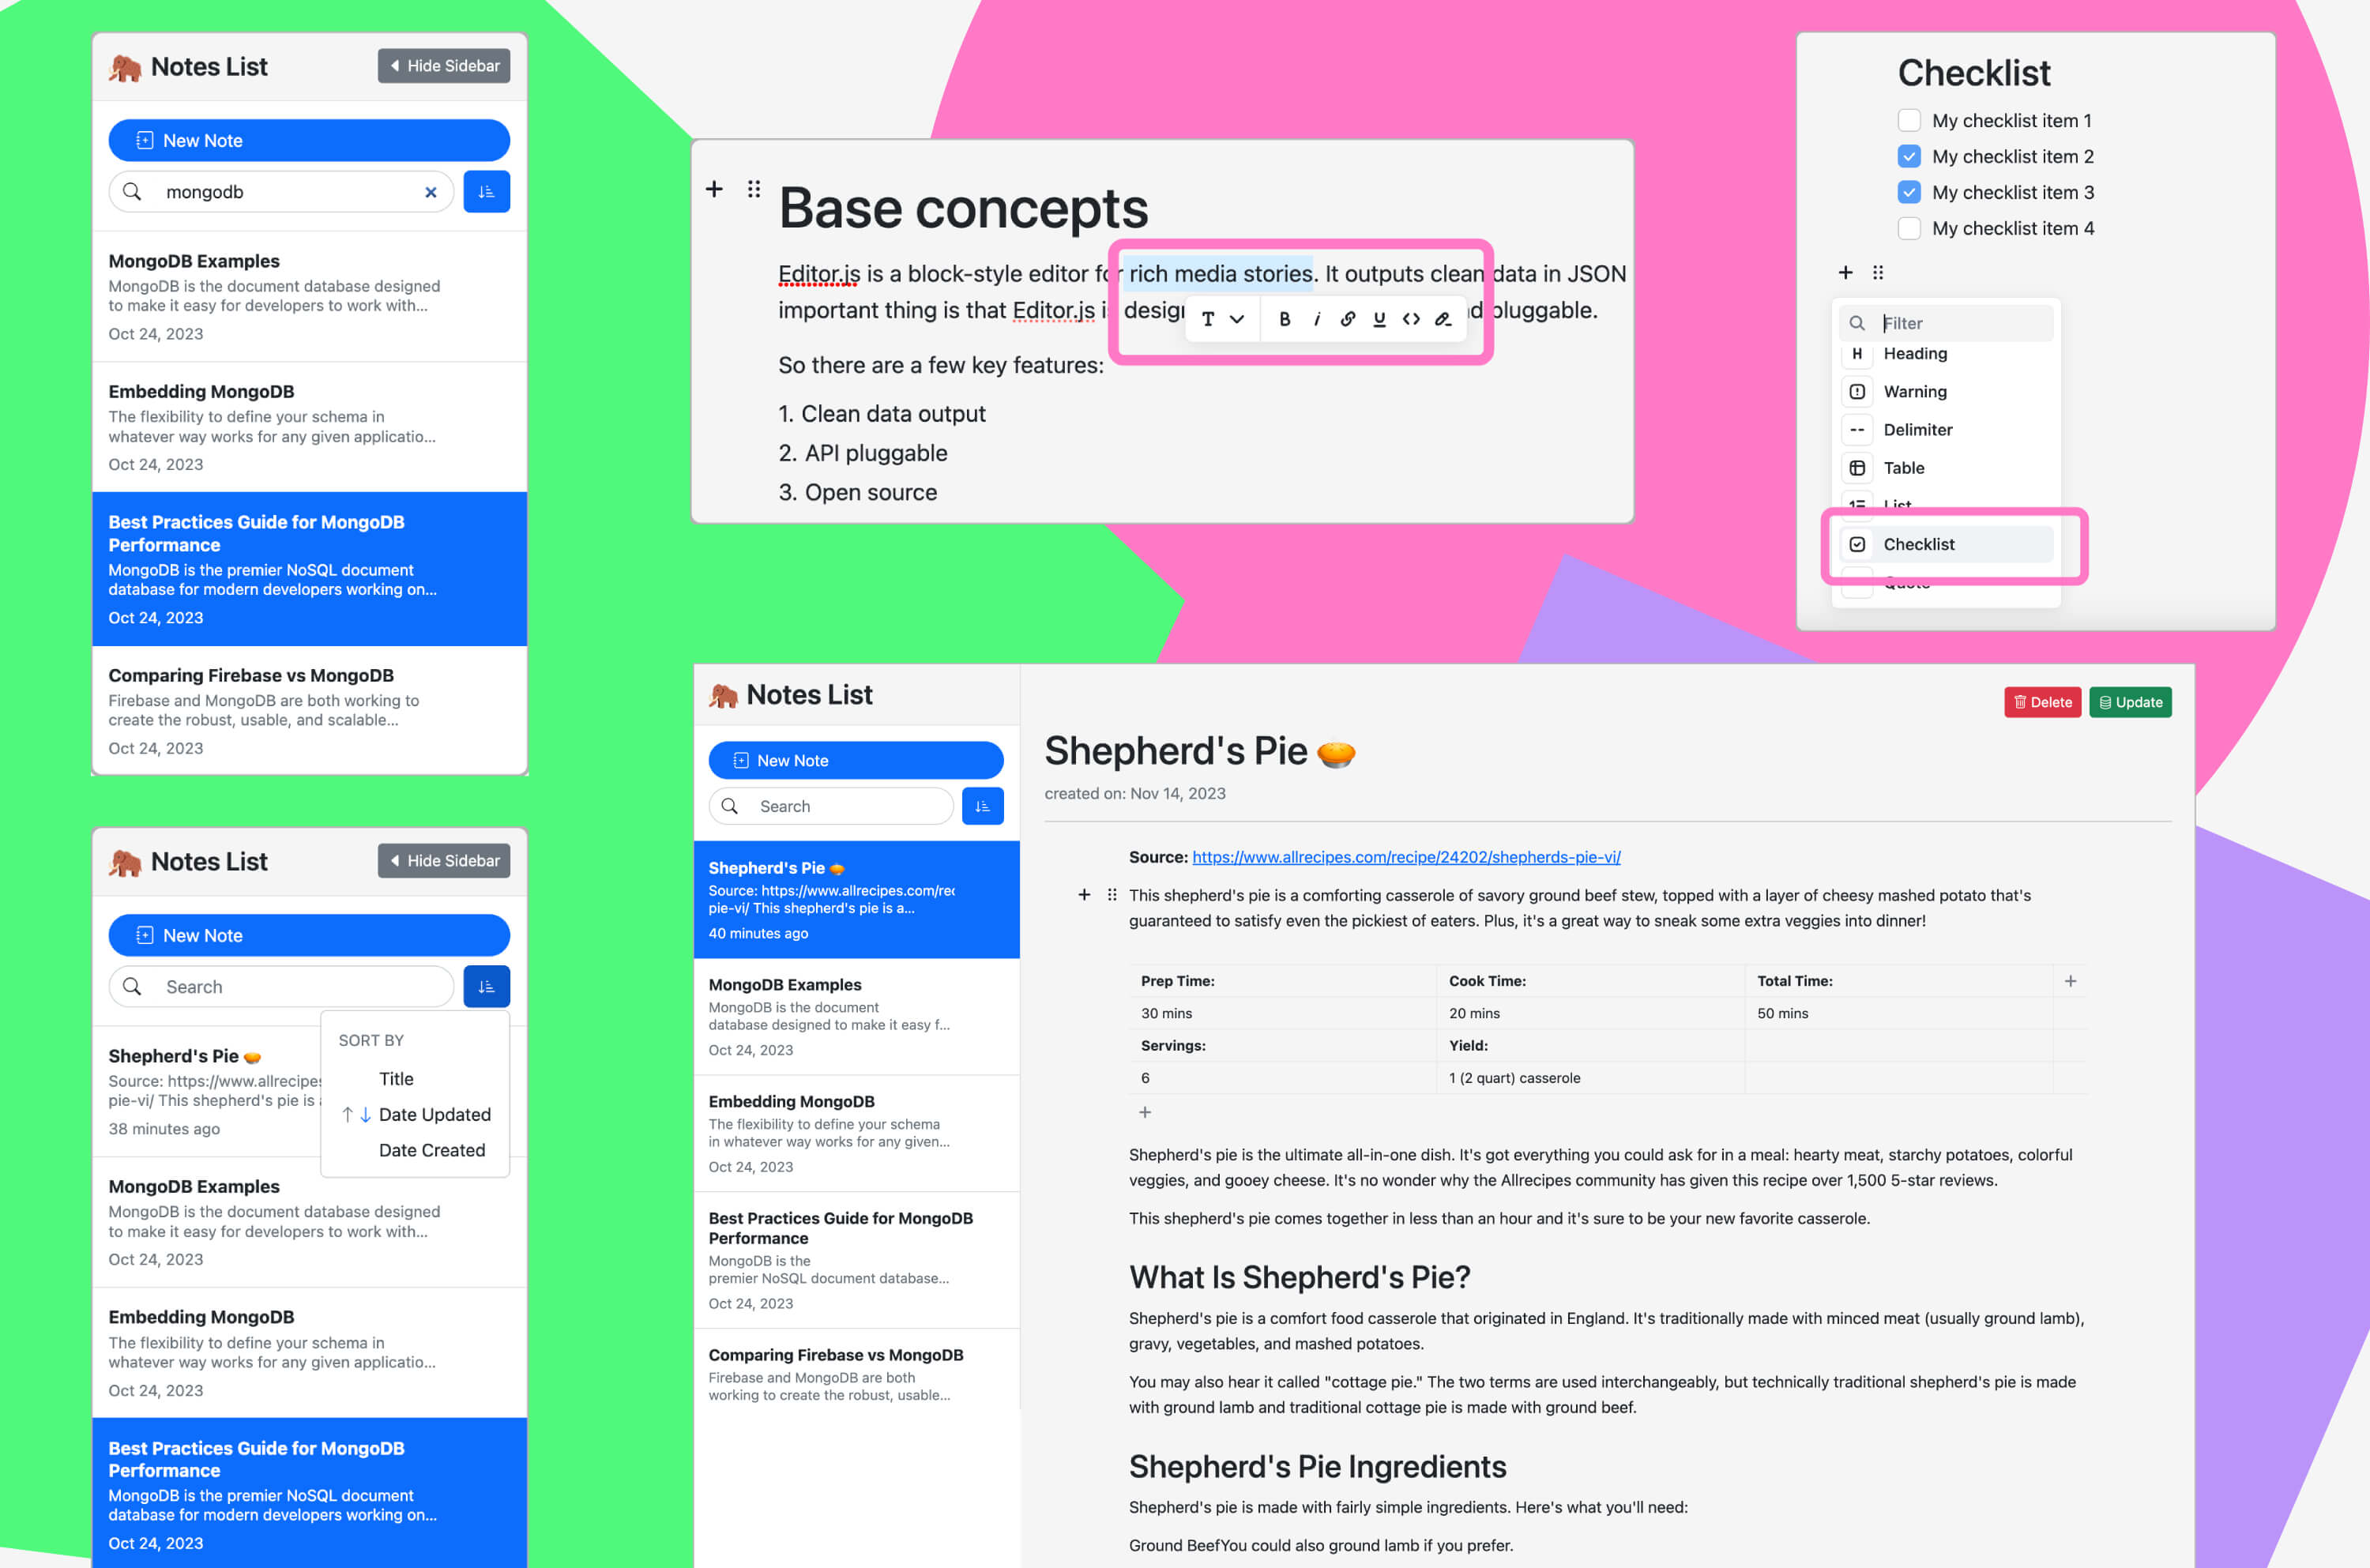 Notes List
Hide Sidebar
New Note
mongodb
MongoDB Examples
MongoDB is the document database designed
to make it easy for developers to work with...
Oct 24, 2023
Embedding MongoDB
The flexibility to define your schema in
whatever way works for any given applicatio...
Oct 24, 2023
Best Practices Guide for MongoDB
Performance
MongoDB is the premier NoSQL document
database for modern developers working on...
Oct 24, 2023
Comparing Firebase vs MongoDB
Firebase and MongoDB are both working to
create the robust, usable, and scalable...
Oct 24, 2023
Notes List
Hide Sidebar
New Note
Search
SORT BY
Title
Date Updated
Date Created
Shepherd's Pie
Source: https://www.allrecipes
pie-vi/ This shepherd's pie is
38 minutes ago
MongoDB Examples
MongoDB is the document database designed
to make it easy for developers to work with...
Oct 24, 2023
Embedding MongoDB
The flexibility to define your schema in
whatever way works for any given applicatio...
Oct 24, 2023
Best Practices Guide for MongoDB
Performance
MongoDB is the premier NoSQL document
database for modern developers working on...
Oct 24, 2023
Base concepts
Editor.js is a block-style editor for rich media stories. It outputs clean data in JSON
important thing is that Editor.js is desig pluggable.
T B i U <>
So there are a few key features:
1. Clean data output
2. API pluggable
3. Open source
Checklist
My checklist item 1
My checklist item 2
My checklist item 3
My checklist item 4
Filter
H Heading
Warning
Delimiter
Table
List
Checklist
Quote
Notes List
New Note
Search
Shepherd's Pie
Source: https://www.allrecipes.com/rec
pie-vi/ This shepherd's pie is a...
40 minutes ago
MongoDB Examples
MongoDB is the document
database designed to make it easy f...
Oct 24, 2023
Embedding MongoDB
The flexibility to define your schema
in whatever way works for any given...
Oct 24, 2023
Best Practices Guide for MongoDB
Performance
MongoDB is the
premier NoSQL document database...
Oct 24, 2023
Comparing Firebase vs MongoDB
Firebase and MongoDB are both
working to create the robust, usable...
Delete
Update
Shepherd's Pie
created on: Nov 14, 2023
Source: https://www.allrecipes.com/recipe/24202/shepherds-pie-vi/
This shepherd's pie is a comforting casserole of savory ground beef stew, topped with a layer of cheesy mashed potato that's
guaranteed to satisfy even the pickiest of eaters. Plus, it's a great way to sneak some extra veggies into dinner!
Prep Time: Cook Time: Total Time:
30 mins 20 mins 50 mins
Servings: Yield:
6 1 (2 quart) casserole
Shepherd's pie is the ultimate all-in-one dish. It's got everything you could ask for in a meal: hearty meat, starchy potatoes, colorful
veggies, and gooey cheese. It's no wonder why the Allrecipes community has given this recipe over 1,500 5-star reviews.
This shepherd's pie comes together in less than an hour and it's sure to be your new favorite casserole.
What Is Shepherd's Pie?
Shepherd's pie is a comfort food casserole that originated in England. It's traditionally made with minced meat (usually ground lamb),
gravy, vegetables, and mashed potatoes.
You may also hear it called "cottage pie." The two terms are used interchangeably, but technically traditional shepherd's pie is made
with ground lamb and traditional cottage pie is made with ground beef.
Shepherd's Pie Ingredients
Shepherd's pie is made with fairly simple ingredients. Here's what you'll need:
Ground BeefYou could also ground lamb if you prefer.